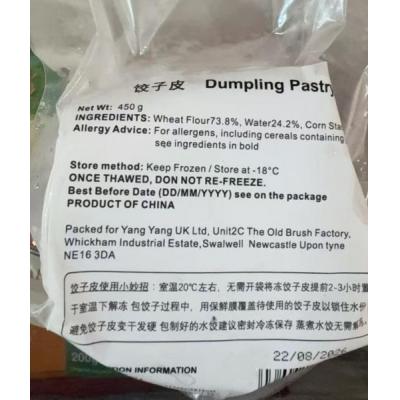 饺子皮 Dumpling Pastry
Net Wt: 450 g
INGREDIENTS: Wheat Flour73.8%, Water24.2%, Corn
Allergy Advice: For allergens, including cereals containing
see ingredients in bold
Store method: Keep Frozen / Store at -18°C
ONCE THAWED, DON NOT RE-FREEZE.
Best Before Date (DD/MM/YYYY) see on the package
PRODUCT OF CHINA
Packed for Yang Yang UK Ltd, Unit2C The Old Brush Factory,
Whickham Industrial Estate,Swalwell Newcastle Upon tyne
NE16 3DA
饺子皮使用小妙招： 室温20℃左右，无需开袋将冻饺子皮提前2-3小时置
于室温下解冻 包饺子过程中，用保鲜膜覆盖待使用的饺子皮以锁住水
避免饺子皮变干发硬 包制好的水饺建议密封冷冻保存 蒸煮水饺无需解
INFORMATION
22/08/2026